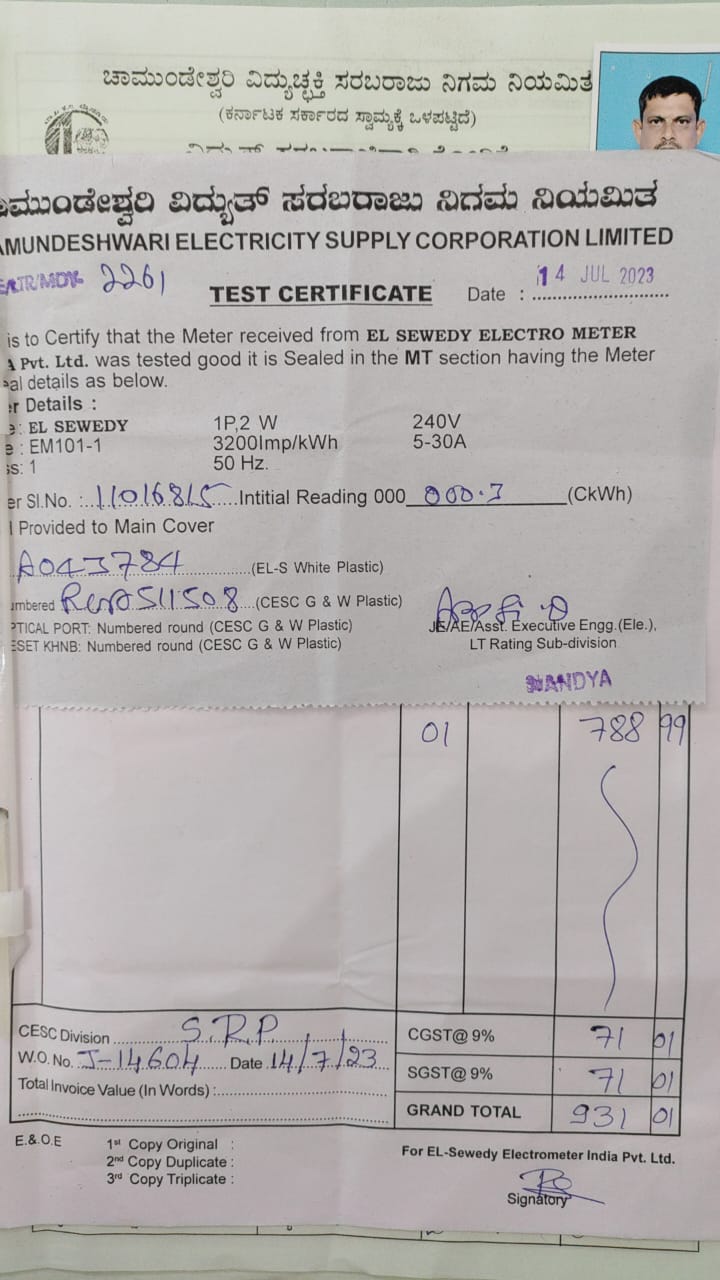 ಚಾಮುಂಡೇಶ್ವರಿ ವಿದ್ಯುಚ್ಛಕ್ತಿ ಸರಬರಾಜು ನಿಗಮ ನಿಯಮಿತ
(ಕರ್ನಾಟಕ ಸರ್ಕಾರದ ಸ್ವಾಮ್ಯಕ್ಕೆ ಒಳಪಟ್ಟಿದೆ)
ಾಮುಂಡೇಶ್ವರಿ ವಿದ್ಯುತ್ ಸರಬರಾಜು ನಿಗಮ ನಿಯಮಿತ
AMUNDESHWARI ELECTRICITY SUPPLY CORPORATION LIMITED
TR/MDY- 2261
14 JUL 2023
TEST CERTIFICATE Date :
is to Certify that the Meter received from EL SEWEDY ELECTRO METER
A Pvt. Ltd. was tested good it is Sealed in the MT section having the Meter
al details as below.
er Details :
e : EL SEWEDY 1P,2 W 240V
e : EM101-1 3200Imp/kWh 5-30A
ss: 1 50 Hz.
er Sl.No. : 11016815 Intitial Reading 000 000.3 (CkWh)
l Provided to Main Cover
A043784 (EL-S White Plastic)
umbered 511508 (CESC G & W Plastic)
PTICAL PORT: Numbered round (CESC G & W Plastic) JE/AE/Asst. Executive Engg.(Ele.),
ESET KHNB: Numbered round (CESC G & W Plastic) LT Rating Sub-division
MANDYA
01 788 99
CESC Division S.R.P CGST@ 9% 71 01
W.O. No. J-14604 Date 14/7/23
SGST@ 9% 71 01
Total Invoice Value (In Words) :
GRAND TOTAL 931 01
E.&.O.E 1st Copy Original : For EL-Sewedy Electrometer India Pvt. Ltd.
2nd Copy Duplicate :
3rd Copy Triplicate :
Signatory